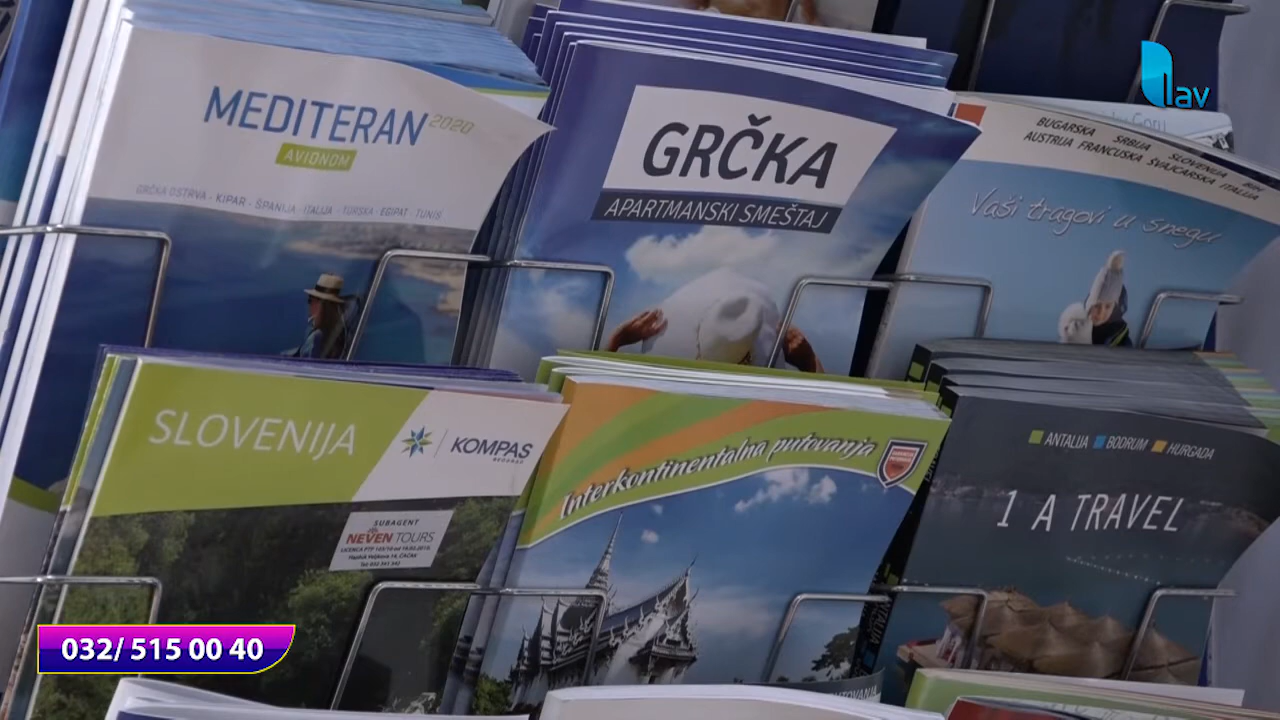 lav
MEDITERAN 2020
AVIONOM
GRČKA OSTRVA - KIPAR - ŠPANIJA - ITALIJA - TURSKA - EGIPAT - TUNIS
GRČKA
APARTMANSKI SMEŠTAJ
BUGARSKA SRBIJA SLOVENIJA BIH
AUSTRIJA FRANCUSKA ŠVAJCARSKA ITALIJA
Vaši tragovi u snegu
SLOVENIJA
KOMPAS
BEOGRAD
SUBAGENT
NEVEN TOURS
Interkontinentalna putovanja
ANTALIJA BODRUM HURGADA
1 A TRAVEL
032/ 515 00 40